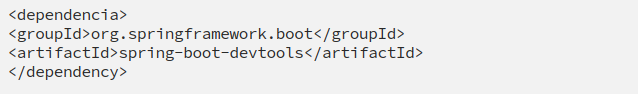 <dependencia>
<groupId>org.springframework.boot</groupId>
<artifactId>spring-boot-devtools</artifactId>
</dependency>